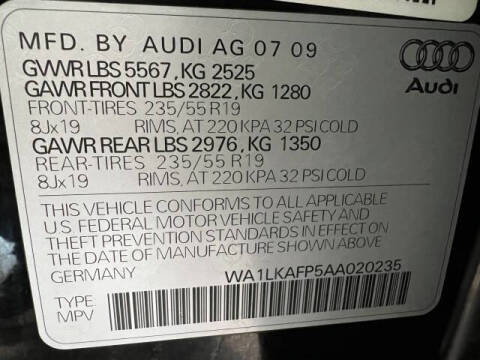 MFD. BY AUDI AG 07 09
GVWR LBS 5567, KG 2525
GAWR FRONT LBS 2822, KG 1280
FRONT-TIRES 235/55 R19
8Jx19 RIMS, AT 220 KPA 32 PSI COLD
GAWR REAR LBS 2976, KG 1350
REAR-TIRES 235/55 R19
8Jx19 RIMS, AT 220 KPA 32 PSI COLD
Audi
THIS VEHICLE CONFORMS TO ALL APPLICABLE
U.S. FEDERAL MOTOR VEHICLE SAFETY AND
THEFT PREVENTION STANDARDS IN EFFECT ON
THE DATE OF MANUFACTURE SHOWN ABOVE
GERMANY WA1LKAFP5AA020235
TYPE:
MPV